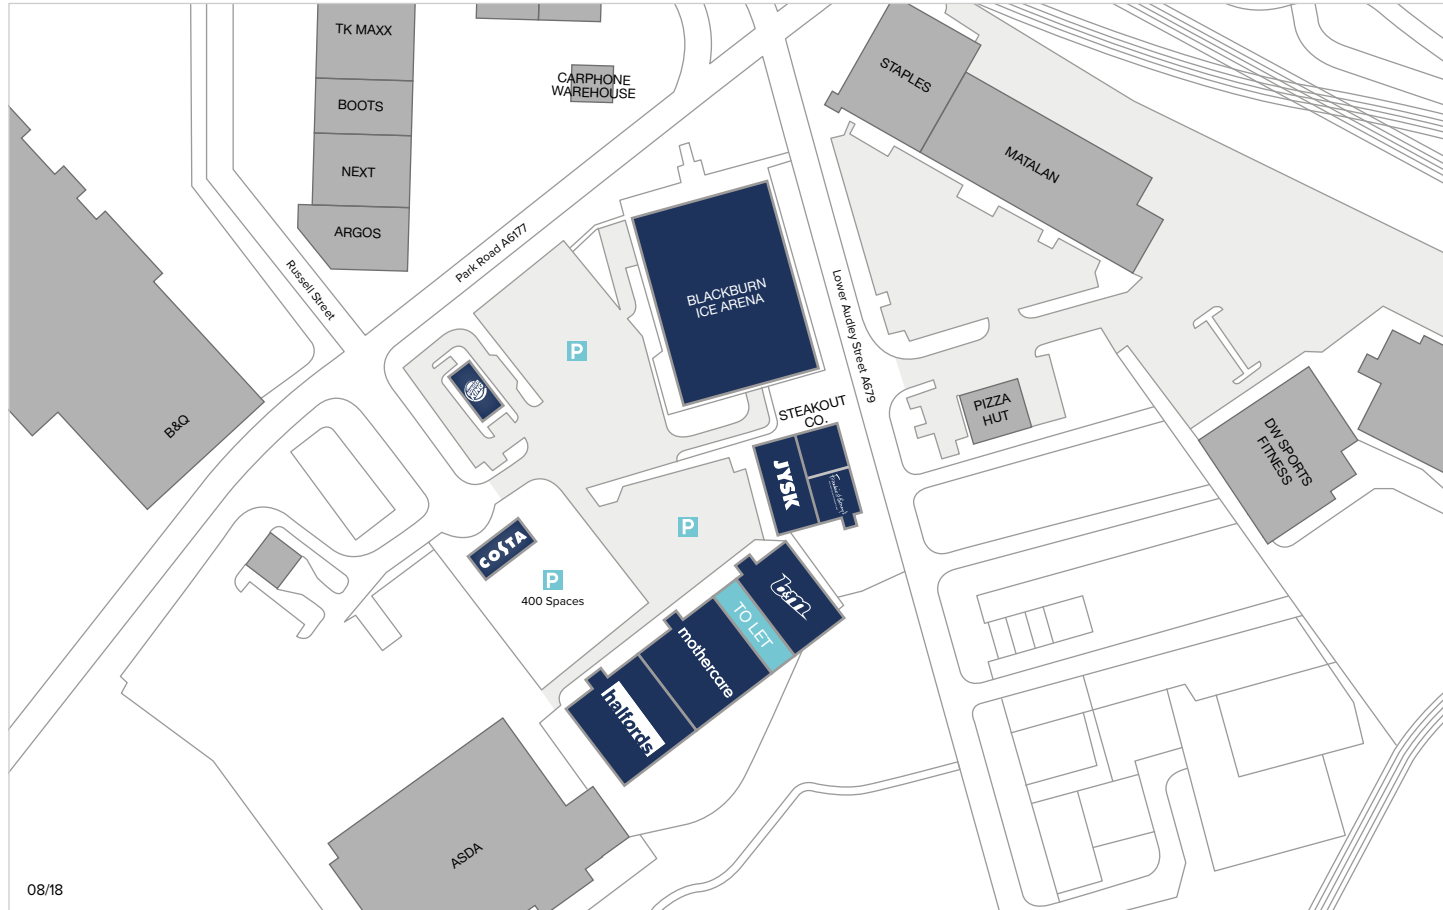 TK MAXX
BOOTS
NEXT
ARGOS
CARPHONE
WAREHOUSE
STAPLES
MATALAN
Russell Street
Park Road A6177
BLACKBURN
ICE ARENA
Lower Audley Street A679
P
BURGER
KING
B&Q
STEAKOUT
CO.
PIZZA
HUT
DW SPORTS
FITNESS
JYSK
P
COSTA
P
400 Spaces
b&m
TO LET
mothercare
halfords
ASDA
08/18